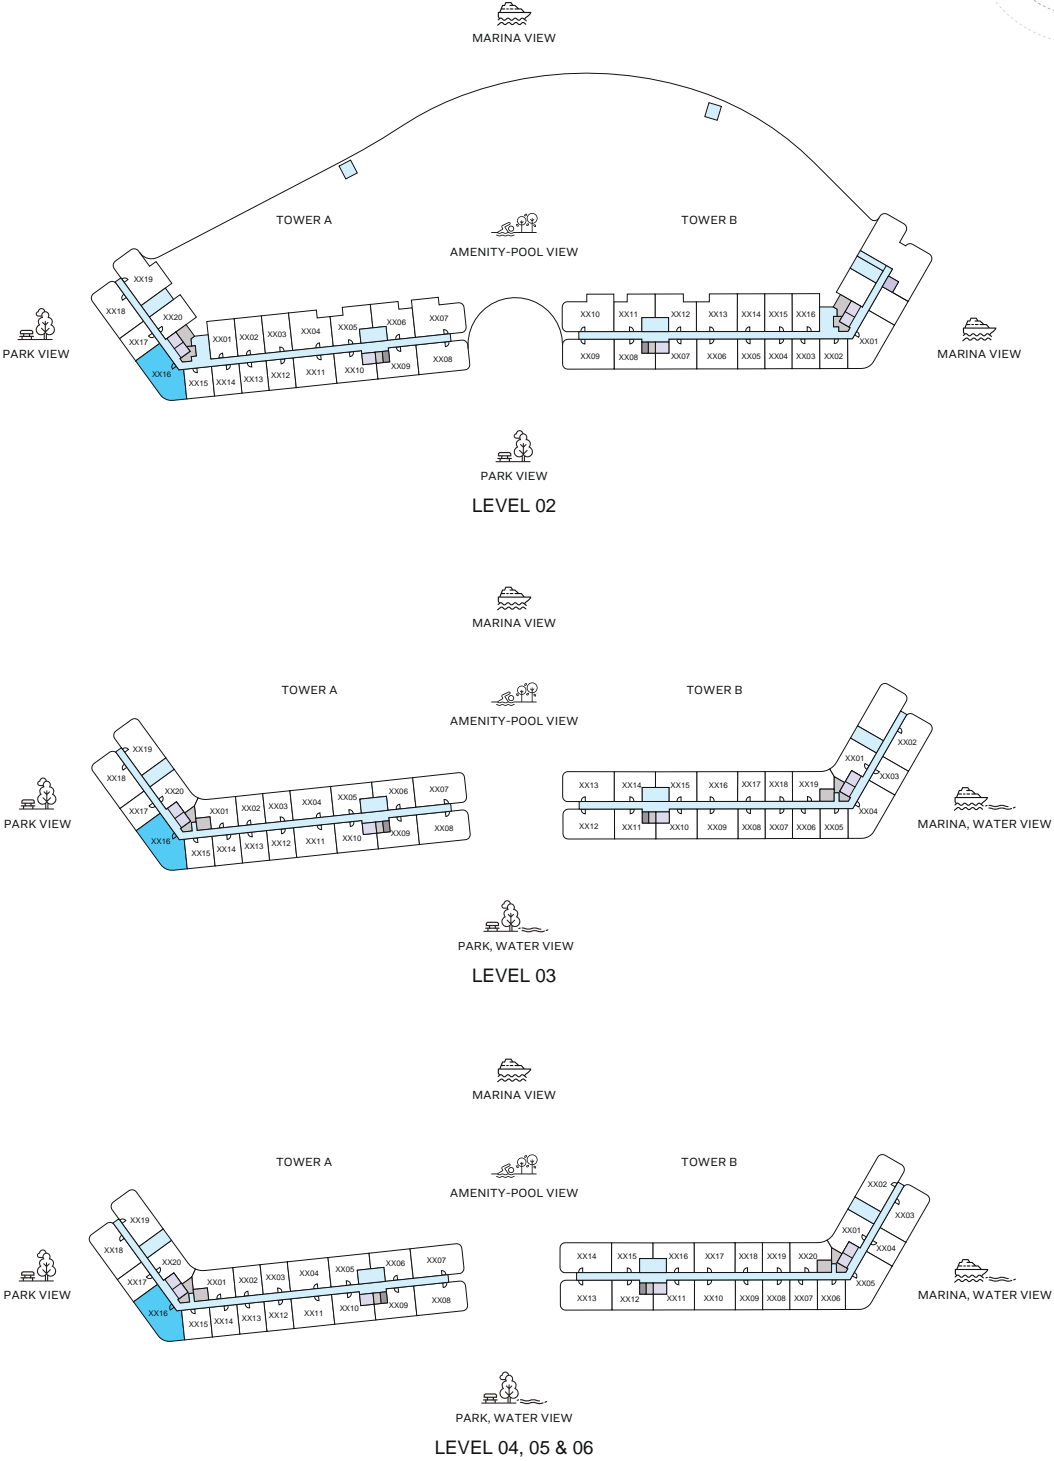 MARINA VIEW
TOWER A
TOWER B
AMENITY-POOL VIEW
XX19
XX18
XX20
XX17
XX16
XX01
XX02
XX03
XX04
XX05
XX06
XX07
XX15
XX14
XX13
XX12
XX11
XX10
XX09
XX08
XX10
XX11
XX12
XX13
XX14
XX15
XX16
XX09
XX08
XX07
XX06
XX05
XX04
XX03
XX02
XX01
PARK VIEW
MARINA VIEW
PARK VIEW
LEVEL 02
MARINA VIEW
TOWER A
TOWER B
AMENITY-POOL VIEW
XX19
XX18
XX20
XX17
XX16
XX01
XX02
XX03
XX04
XX05
XX06
XX07
XX15
XX14
XX13
XX12
XX11
XX10
XX09
XX08
XX13
XX14
XX15
XX16
XX17
XX18
XX19
XX01
XX02
XX03
XX04
XX12
XX11
XX10
XX09
XX08
XX07
XX06
XX05
PARK VIEW
MARINA, WATER VIEW
PARK, WATER VIEW
LEVEL 03
MARINA VIEW
TOWER A
TOWER B
AMENITY-POOL VIEW
XX19
XX18
XX20
XX17
XX16
XX01
XX02
XX03
XX04
XX05
XX06
XX07
XX15
XX14
XX13
XX12
XX11
XX10
XX09
XX08
XX14
XX15
XX16
XX17
XX18
XX19
XX20
XX01
XX02
XX03
XX04
XX05
XX13
XX12
XX11
XX10
XX09
XX08
XX07
XX06
PARK VIEW
MARINA, WATER VIEW
PARK, WATER VIEW
LEVEL 04, 05 & 06